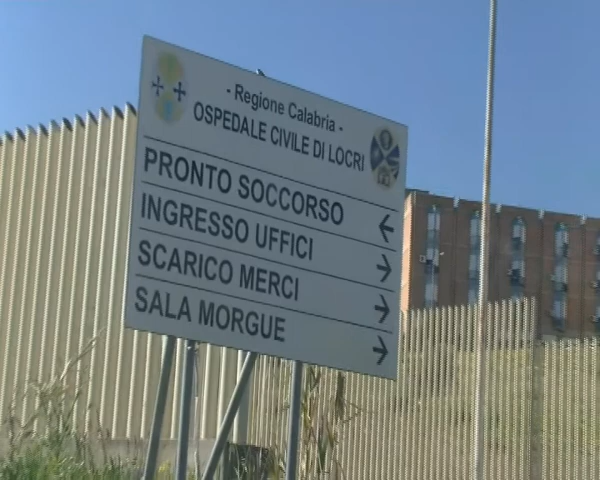 - Regione Calabria -
OSPEDALE CIVILE DI LOCRI
PRONTO SOCCORSO ←
INGRESSO UFFICI →
SCARICO MERCI →
SALA MORGUE →